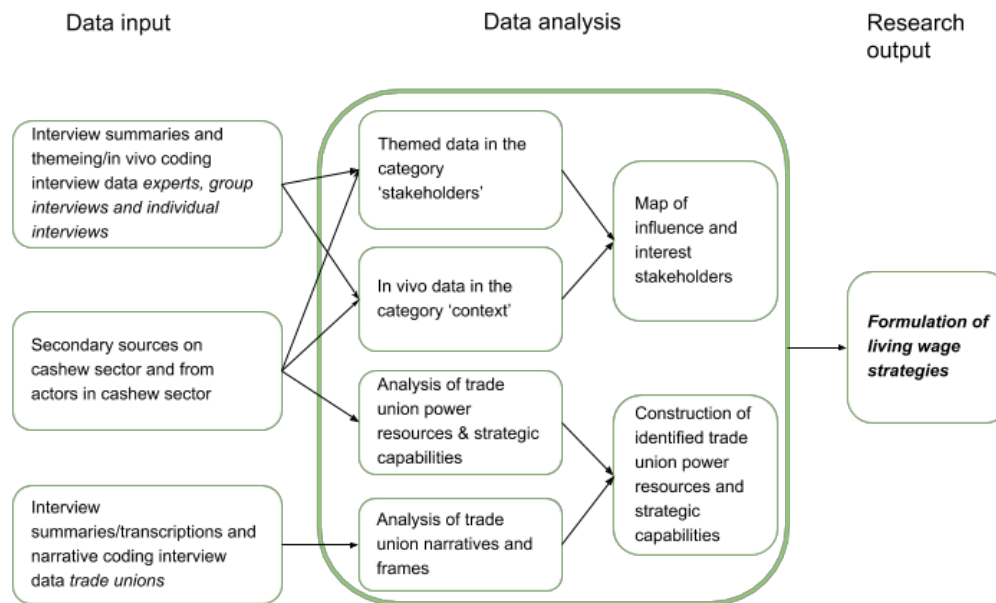 Data input
Data analysis
Research
output
Interview summaries and
themeing/in vivo coding
interview data experts, group
interviews and individual
interviews
Secondary sources on
cashew sector and from
actors in cashew sector
Interview
summaries/transcriptions and
narrative coding interview
data trade unions
Themed data in the
category
‘stakeholders’
In vivo data in the
category ‘context’
Analysis of trade
union power
resources & strategic
capabilities
Analysis of trade
union narratives and
frames
Map of
influence and
interest
stakeholders
Construction of
identified trade
union power
resources and
strategic
capabilities
Formulation of
living wage
strategies